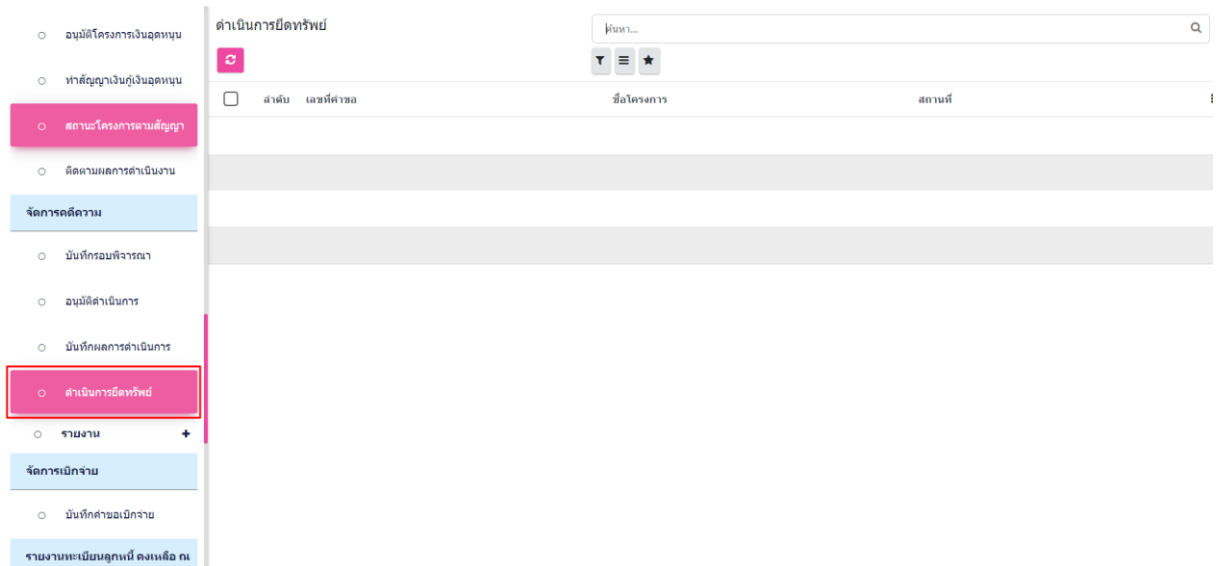 อนุมัติโครงการเงินอุดหนุน
ทำสัญญาเงินกู้เงินอุดหนุน
สถานะโครงการตามสัญญา
ติดตามผลการดำเนินงาน
จัดการคดีความ
บันทึกรอบพิจารณา
อนุมัติดำเนินการ
บันทึกผลการดำเนินการ
ดำเนินการยึดทรัพย์
รายงาน +
จัดการเบิกจ่าย
บันทึกคำขอเบิกจ่าย
รายงานทะเบียนลูกหนี้ คงเหลือ ณ
ดำเนินการยึดทรัพย์
ค้นหา...
ลำดับ เลขที่คำขอ ชื่อโครงการ สถานที่